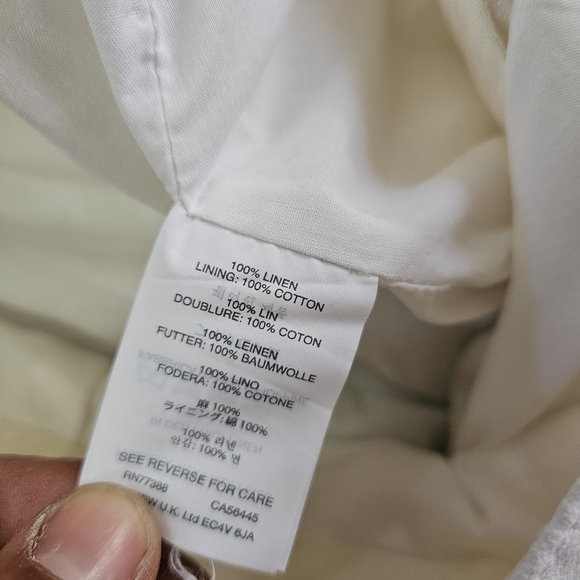 100% LINEN
LINING: 100% COTTON
100% LIN
DOUBLURE: 100% COTON
100% LEINEN
FUTTER: 100% BAUMWOLLE
100% LINO
FODERA: 100% COTONE
麻 100%
ライニング: 綿 100%
100% 리넨
안감: 100% 면
SEE REVERSE FOR CARE
RN77388 CA56445
U.K. Ltd EC4V 6JA